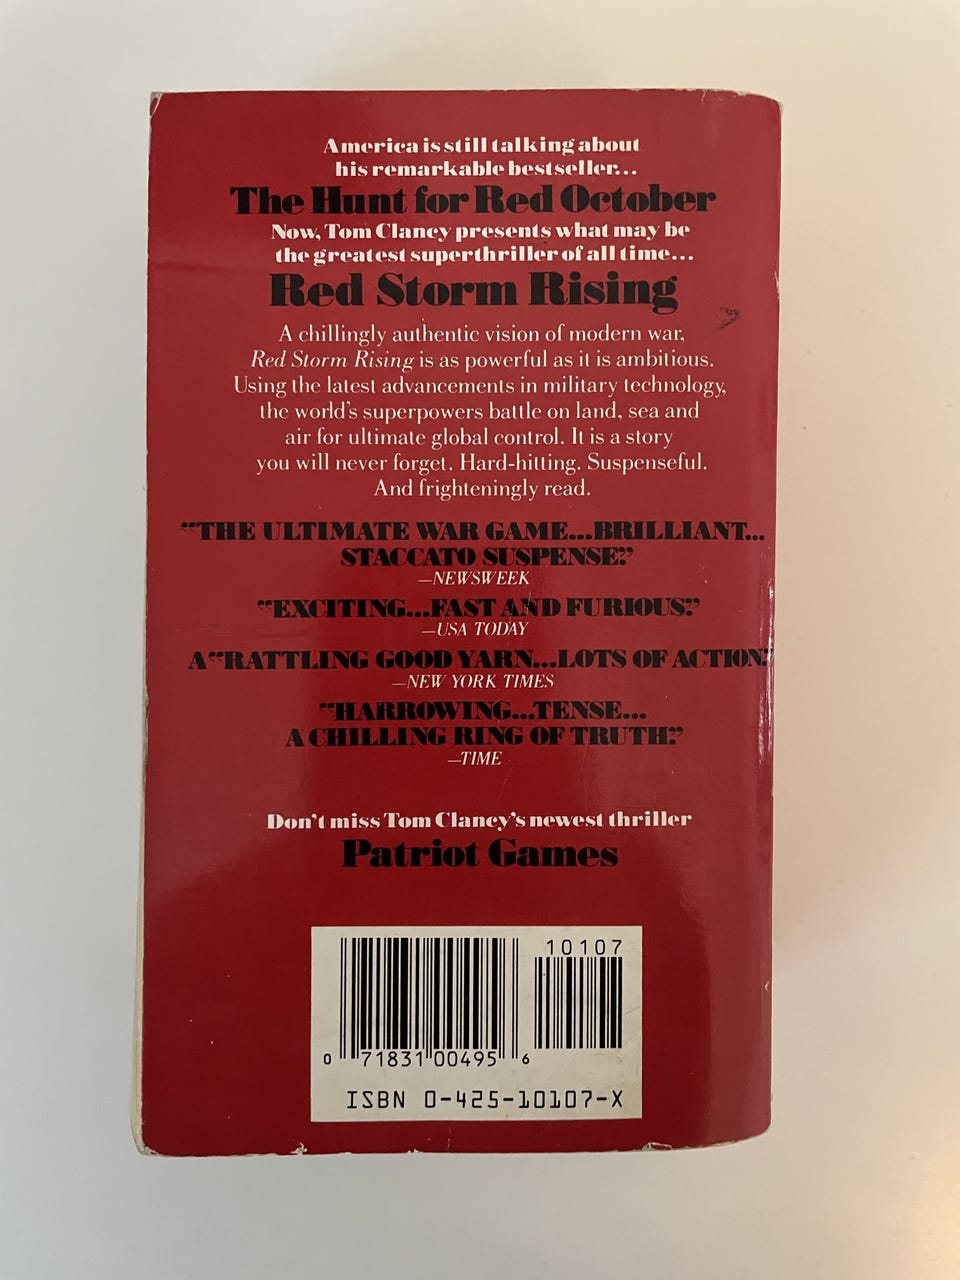 America is still talking about
his remarkable bestseller...
The Hunt for Red October
Now, Tom Clancy presents what may be
the greatest superthriller of all time...
Red Storm Rising
A chillingly authentic vision of modern war,
Red Storm Rising is as powerful as it is ambitious.
Using the latest advancements in military technology,
the world's superpowers battle on land, sea and
air for ultimate global control. It is a story
you will never forget. Hard-hitting. Suspenseful.
And frighteningly read.
"THE ULTIMATE WAR GAME...BRILLIANT...
STACCATO SUSPENSE."
—NEWSWEEK
"EXCITING...FAST AND FURIOUS."
—USA TODAY
A "RATTLING GOOD YARN...LOTS OF ACTION."
—NEW YORK TIMES
"HARROWING...TENSE...
A CHILLING RING OF TRUTH."
—TIME
Don't miss Tom Clancy's newest thriller
Patriot Games
10107
0 71831 00495 6
ISBN 0-425-10107-X